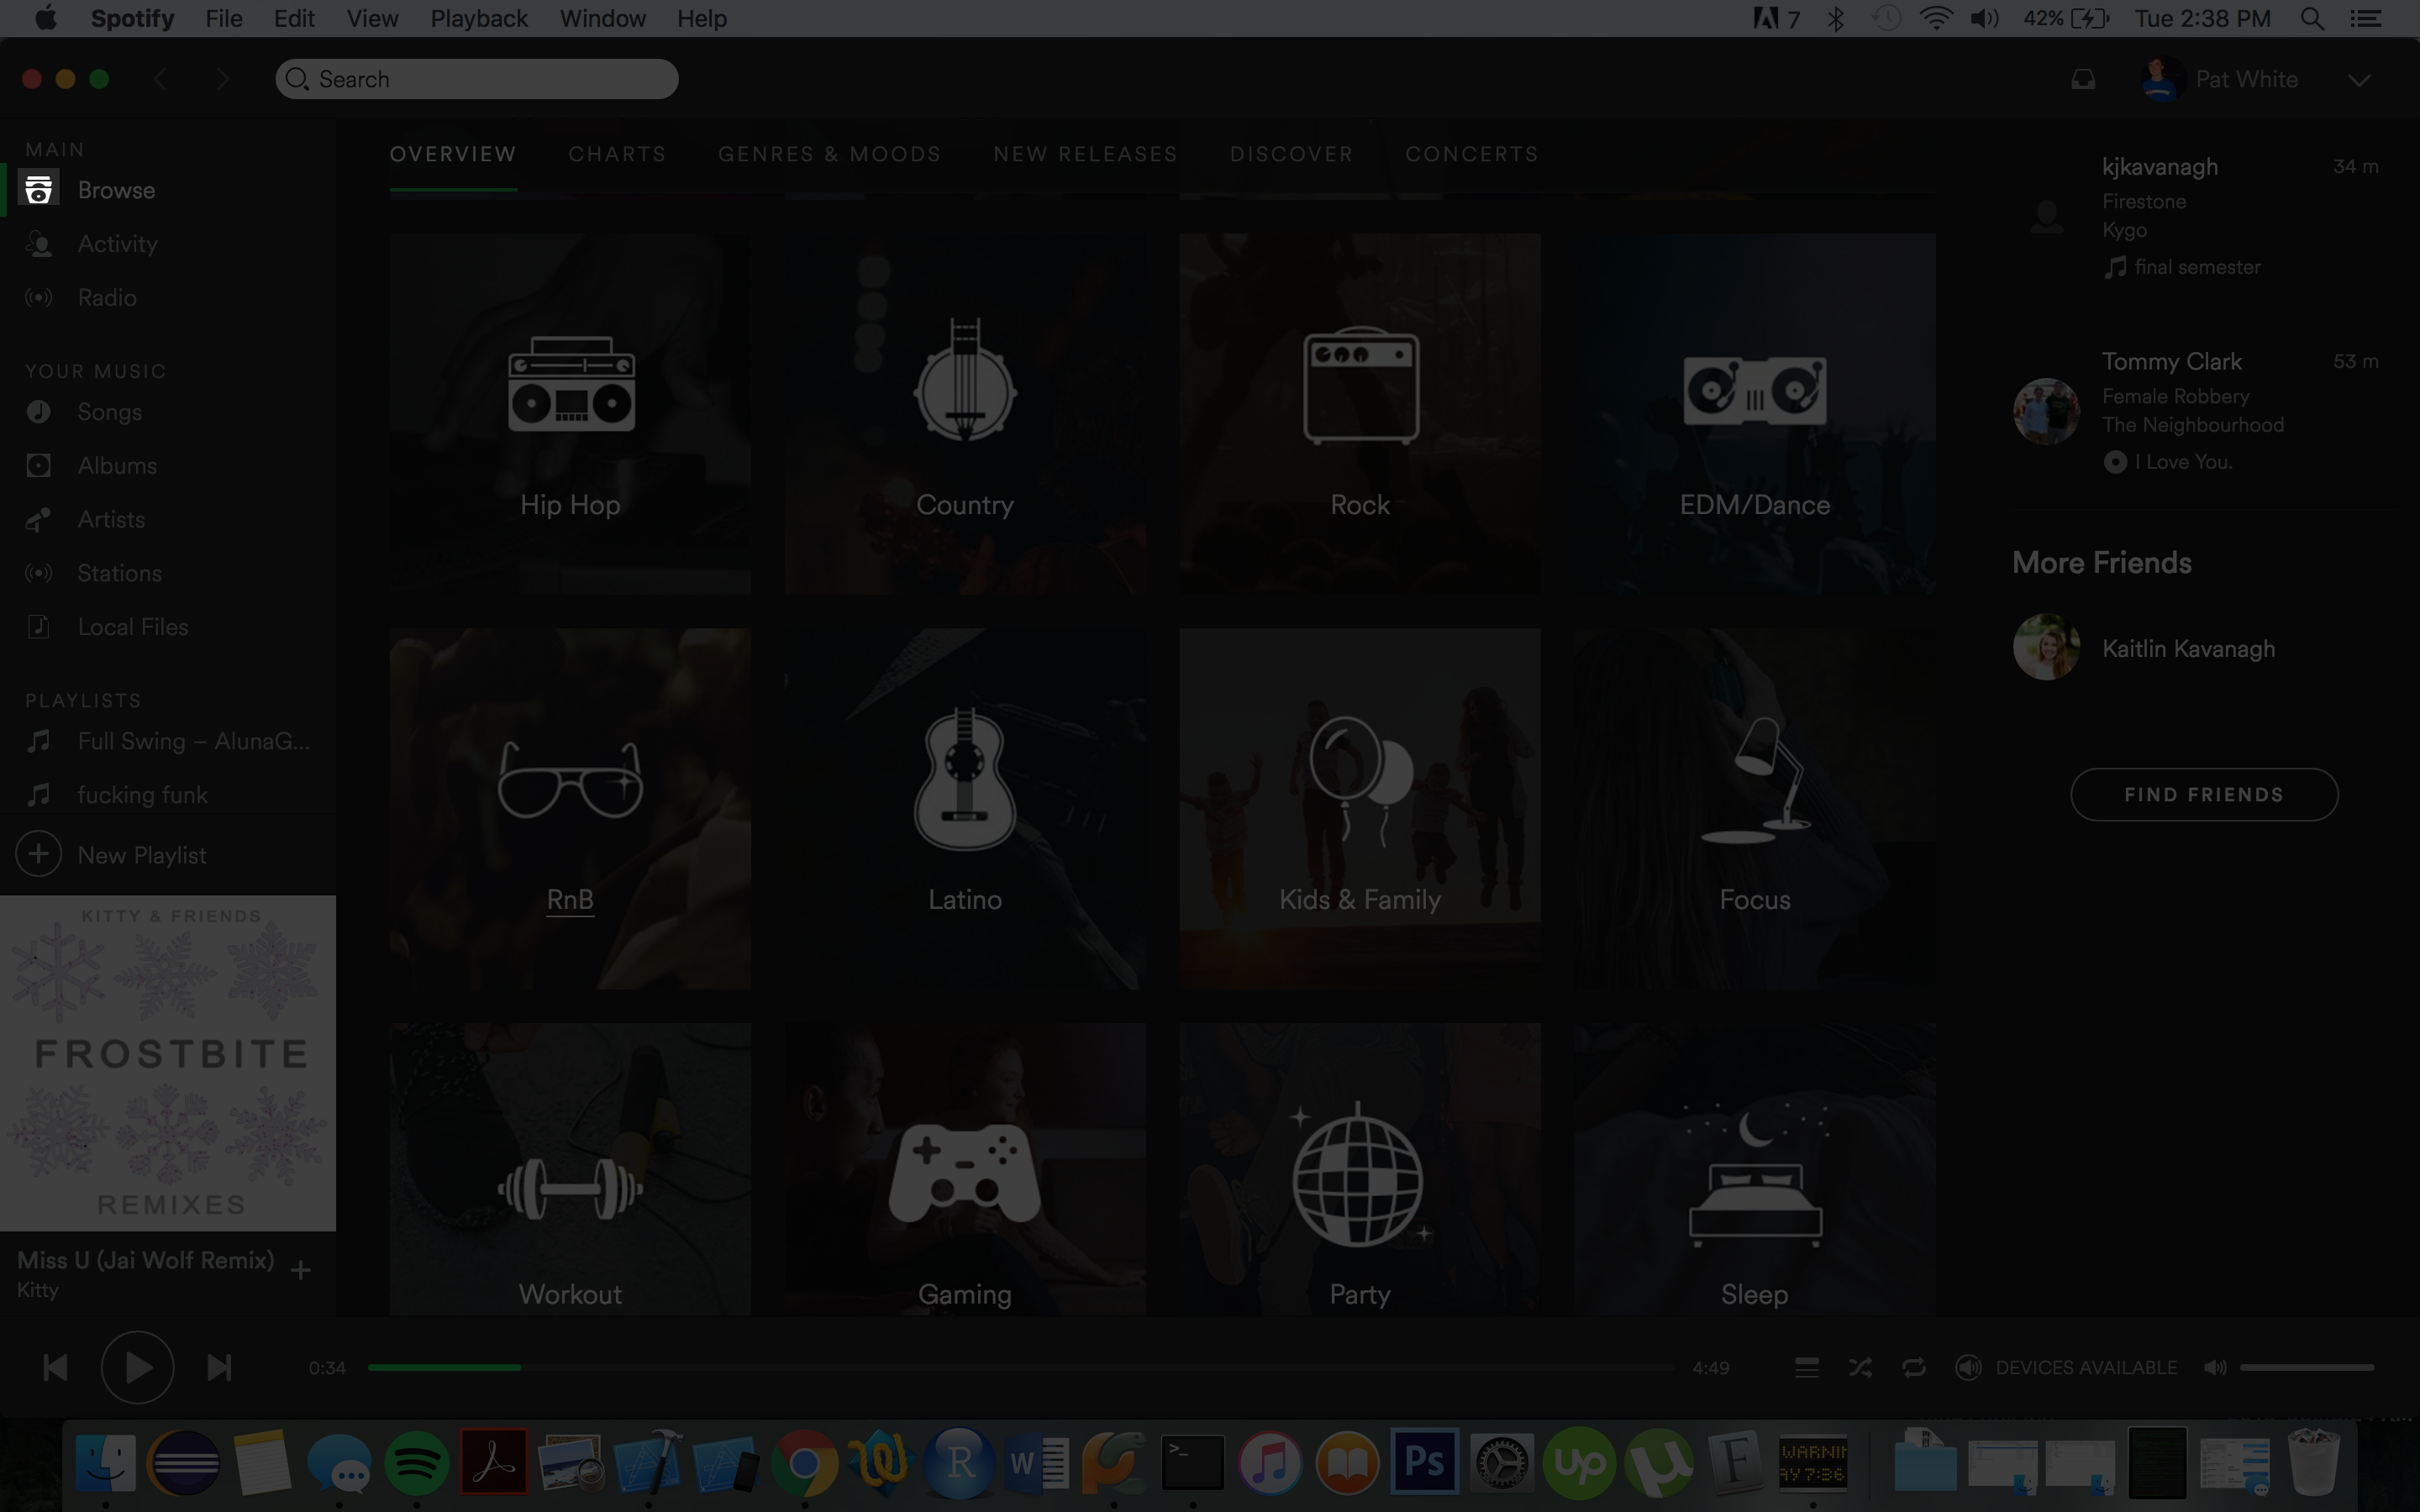 Spotify File Edit View Playback Window Help
7 42% Tue 2:38 PM
Search
Pat White
MAIN
Browse
Activity
Radio
YOUR MUSIC
Songs
Albums
Artists
Stations
Local Files
PLAYLISTS
Full Swing – AlunaG...
fucking funk
New Playlist
KITTY & FRIENDS
FROSTBITE
REMIXES
Miss U (Jai Wolf Remix)
Kitty
OVERVIEW CHARTS GENRES & MOODS NEW RELEASES DISCOVER CONCERTS
Hip Hop
Country
Rock
EDM/Dance
RnB
Latino
Kids & Family
Focus
Workout
Gaming
Party
Sleep
kjkavanagh 34 m
Firestone
Kygo
final semester
Tommy Clark 53 m
Female Robbery
The Neighbourhood
I Love You.
More Friends
Kaitlin Kavanagh
FIND FRIENDS
0:34
4:49
DEVICES AVAILABLE
R W >_ Ps up µ F
WARNIN
AY 7:36